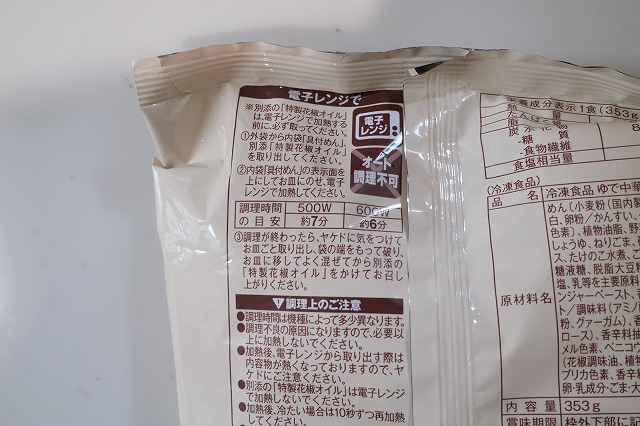 電子レンジで
※別添の「特製花椒オイル」
は、電子レンジで加熱する
前に、必ず取ってください。
①外袋から内袋「具付めん」、
別添「特製花椒オイル」
を取り出してください。
②内袋「具付めん」の表示面を
上にしてお皿にのせ、電子
レンジで加熱してください。
電子
レンジ
オート
調理不可
調理時間 500W 600W
の目安 約7分 約6分
③調理が終わったら、ヤケドに気をつけて
お皿ごと取り出し、袋の端をもって破り、
お皿に移してよく混ぜてから別添の
「特製花椒オイル」をかけてお召し
上がりください。
調理上のご注意
●調理時間は機種によって多少異なります。
●調理不良の原因になりますので、必要以
上に加熱しないでください。
●加熱後、電子レンジから取り出す際は
内容物が熱くなっておりますので、ヤ
ケドにご注意ください。
●別添の「特製花椒オイル」は電子レンジ
で加熱しないでください。
●加熱後、冷たい場合は10秒ずつ再加熱
してください。
栄養成分表示1食(353g
熱量
たんぱく質
脂質
炭水化物
糖質
食物繊維
食塩相当量
(冷凍食品)
品名 冷凍食品 ゆで中華
原材料名
めん(小麦粉(国内製
白、卵粉/かんすい、
色素)、植物油脂、野
しょうゆ、ねりごま、
ス、たけのこ水煮、ご
糖液糖、脱脂大豆
塩、乳等を主要原料
ンジャーペースト、香
ト/調味料(アミノ
粉、グァーガム)、香
ロース)、香辛料抽
メル色素、ベニコウ
(花椒調味油、植
プリカ色素、香辛料
卵・乳成分・ごま・大
内容量 353g
賞味期限 枠外下部に記